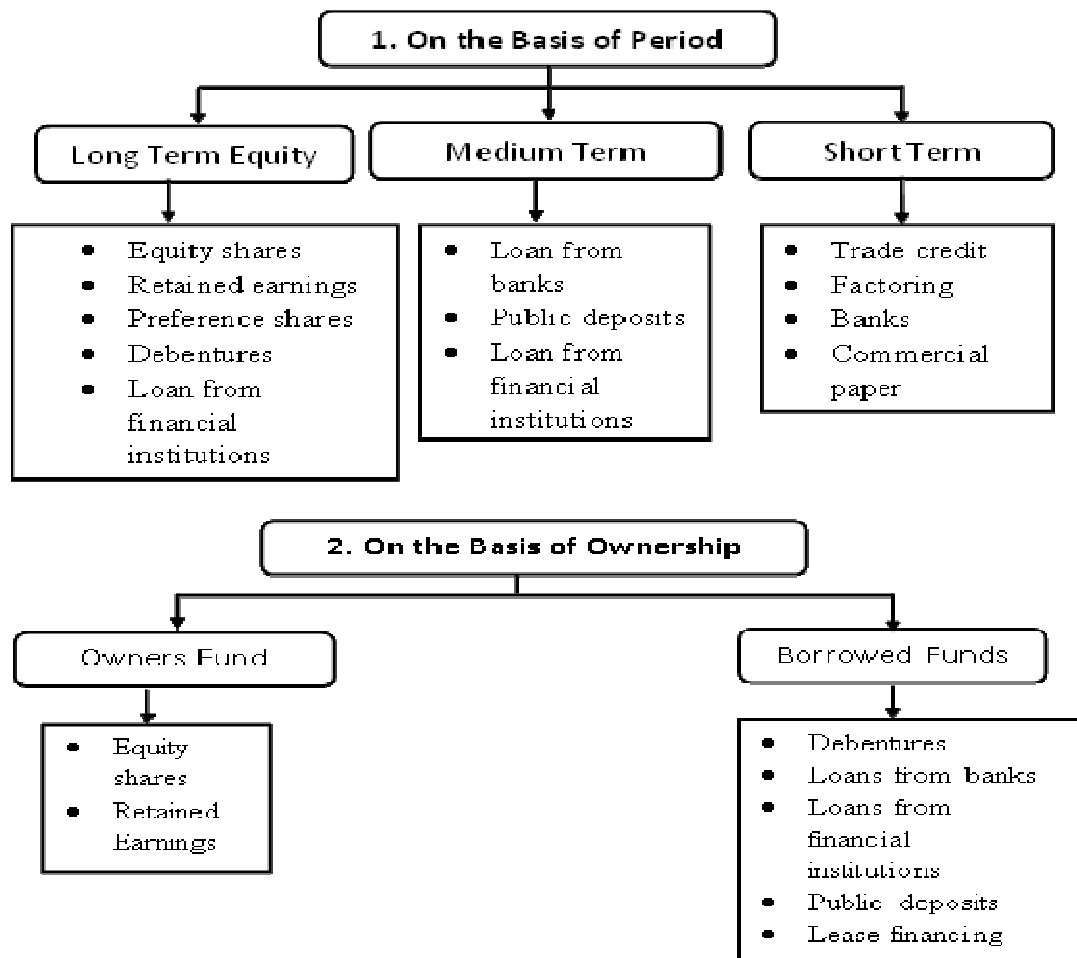 1. On the Basis of Period
Long Term Equity
Medium Term
Short Term
• Equity shares
• Retained earnings
• Preference shares
• Debentures
• Loan from
financial
institutions
• Loan from
banks
• Public deposits
• Loan from
financial
institutions
• Trade credit
• Factoring
• Banks
• Commercial
paper
2. On the Basis of Ownership
Owners Fund
Borrowed Funds
• Equity
shares
• Retained
Earnings
• Debentures
• Loans from banks
• Loans from
financial
institutions
• Public deposits
• Lease financing